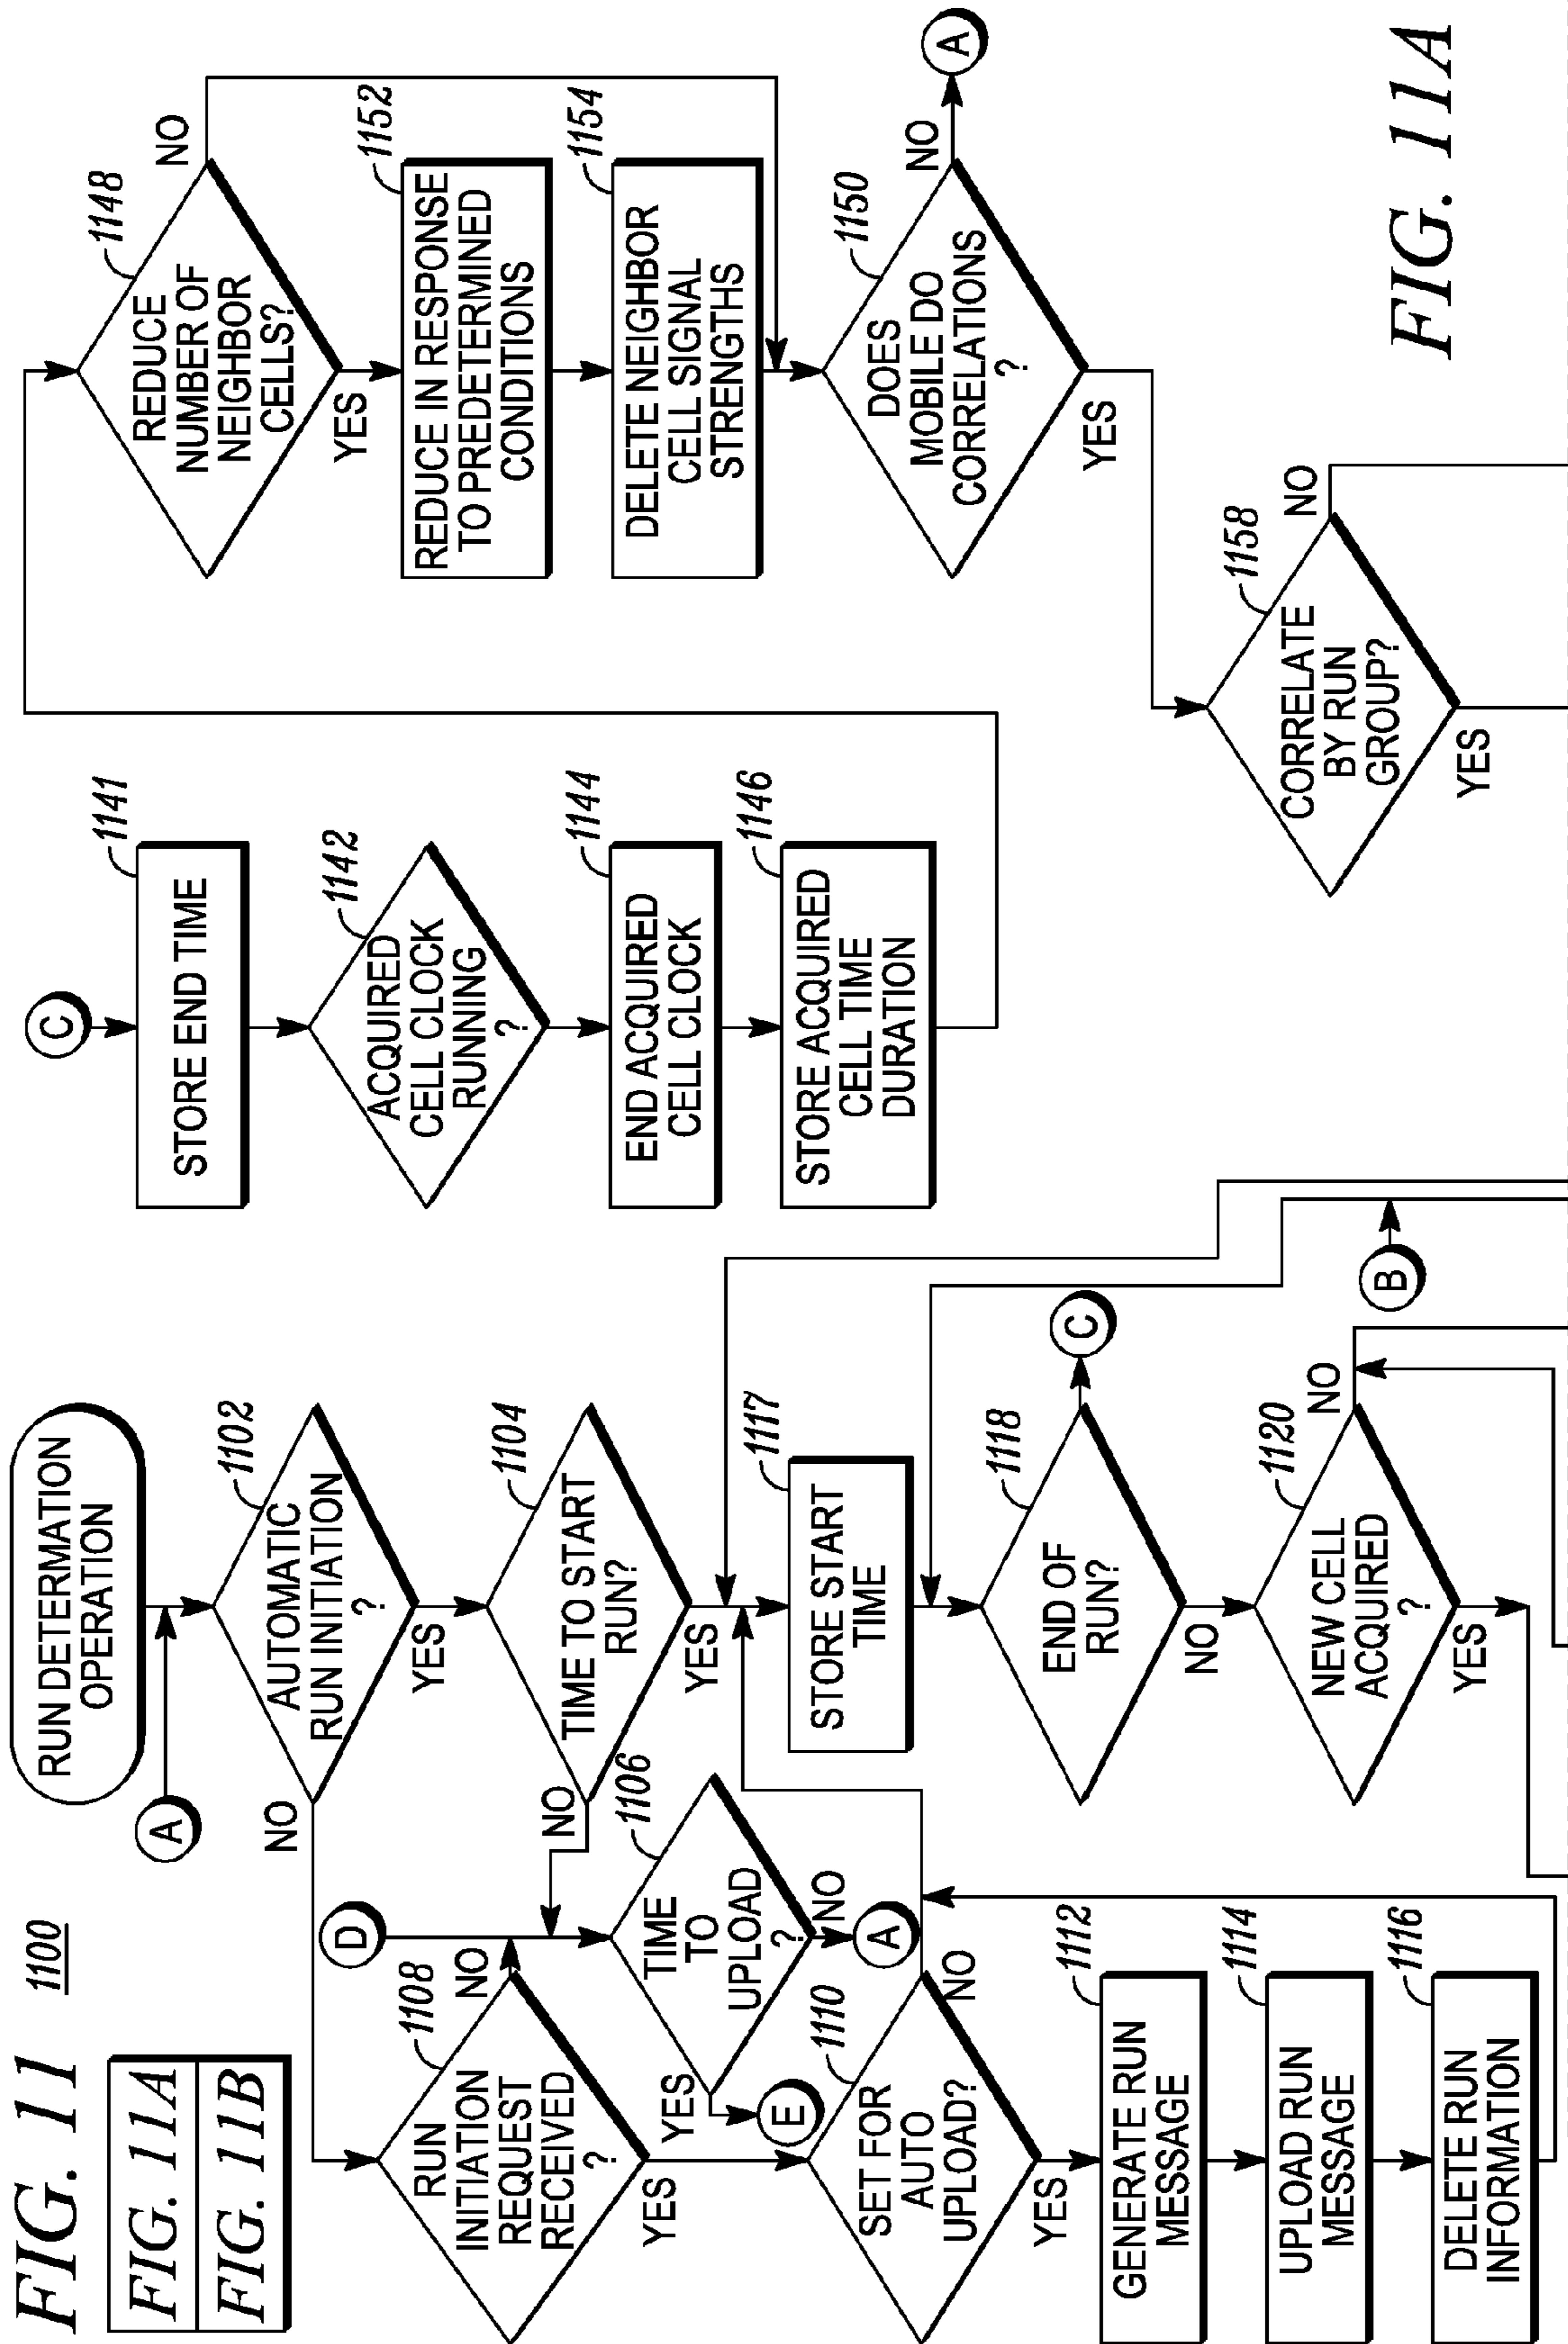 FIG. 11
1100
FIG. 11A
FIG. 11B
RUN DETERMATION
OPERATION
A
1102
AUTOMATIC
RUN INITIATION
?
NO
YES
1104
TIME TO START
RUN?
NO
YES
D
1108
RUN
INITIATION
REQUEST
RECEIVED
?
NO
YES
1106
TIME
TO
UPLOAD
?
YES
NO
E
A
1110
SET FOR
AUTO
UPLOAD?
NO
YES
1112
GENERATE RUN
MESSAGE
1114
UPLOAD RUN
MESSAGE
1116
DELETE RUN
INFORMATION
1117
STORE START
TIME
1118
END OF
RUN?
C
NO
1120
NEW CELL
ACQUIRED
?
NO
YES
B
C
1141
STORE END TIME
1142
ACQUIRED
CELL CLOCK
RUNNING
?
1144
END ACQUIRED
CELL CLOCK
1146
STORE ACQUIRED
CELL TIME
DURATION
1148
REDUCE
NUMBER OF
NEIGHBOR
CELLS?
NO
YES
1152
REDUCE IN RESPONSE
TO PREDETERMINED
CONDITIONS
1154
DELETE NEIGHBOR
CELL SIGNAL
STRENGTHS
1150
DOES
MOBILE DO
CORRELATIONS
?
NO
A
YES
1158
CORRELATE
BY RUN
GROUP?
NO
YES
FIG. 11A